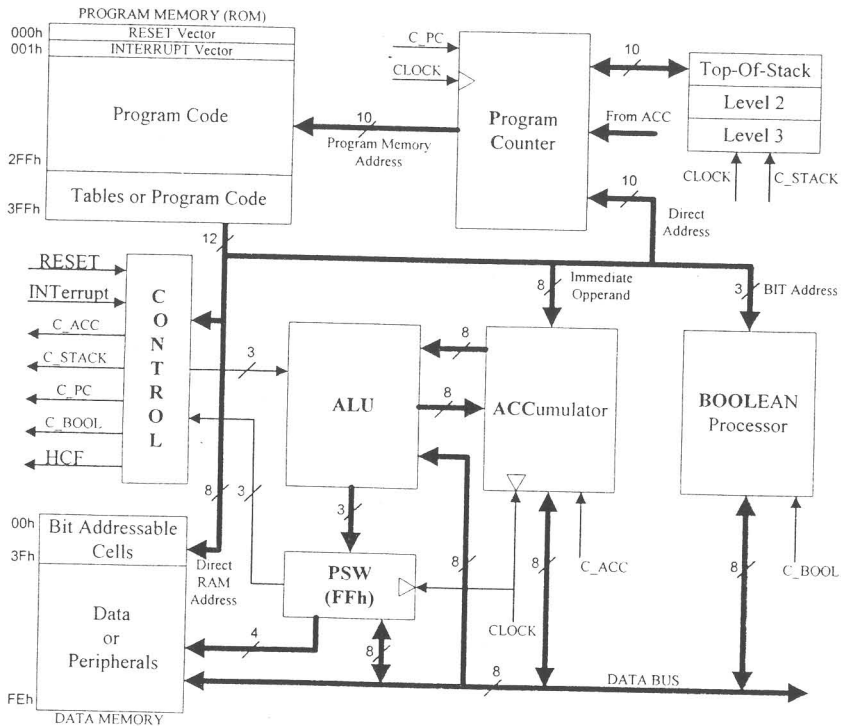 PROGRAM MEMORY (ROM)
000h
RESET Vector
001h
INTERRUPT Vector
Program Code
2FFh
Tables or Program Code
3FFh
C_PC
CLOCK
Program
Counter
10
Program Memory
Address
10
From ACC
10
Direct
Address
Top-Of-Stack
Level 2
Level 3
CLOCK
C_STACK
12
8
Immediate
Opperand
3
BIT Address
RESET
INTerrupt
C_ACC
C_STACK
C_PC
C_BOOL
HCF
CONTROL
3
3
8
ALU
8
8
ACCumulator
BOOLEAN
Processor
3
PSW
(FFh)
8
8
C_ACC
8
C_BOOL
CLOCK
00h
Bit Addressable
Cells
3Fh
Direct
RAM
Address
Data
or
Peripherals
4
8
8
DATA BUS
FEh
DATA MEMORY